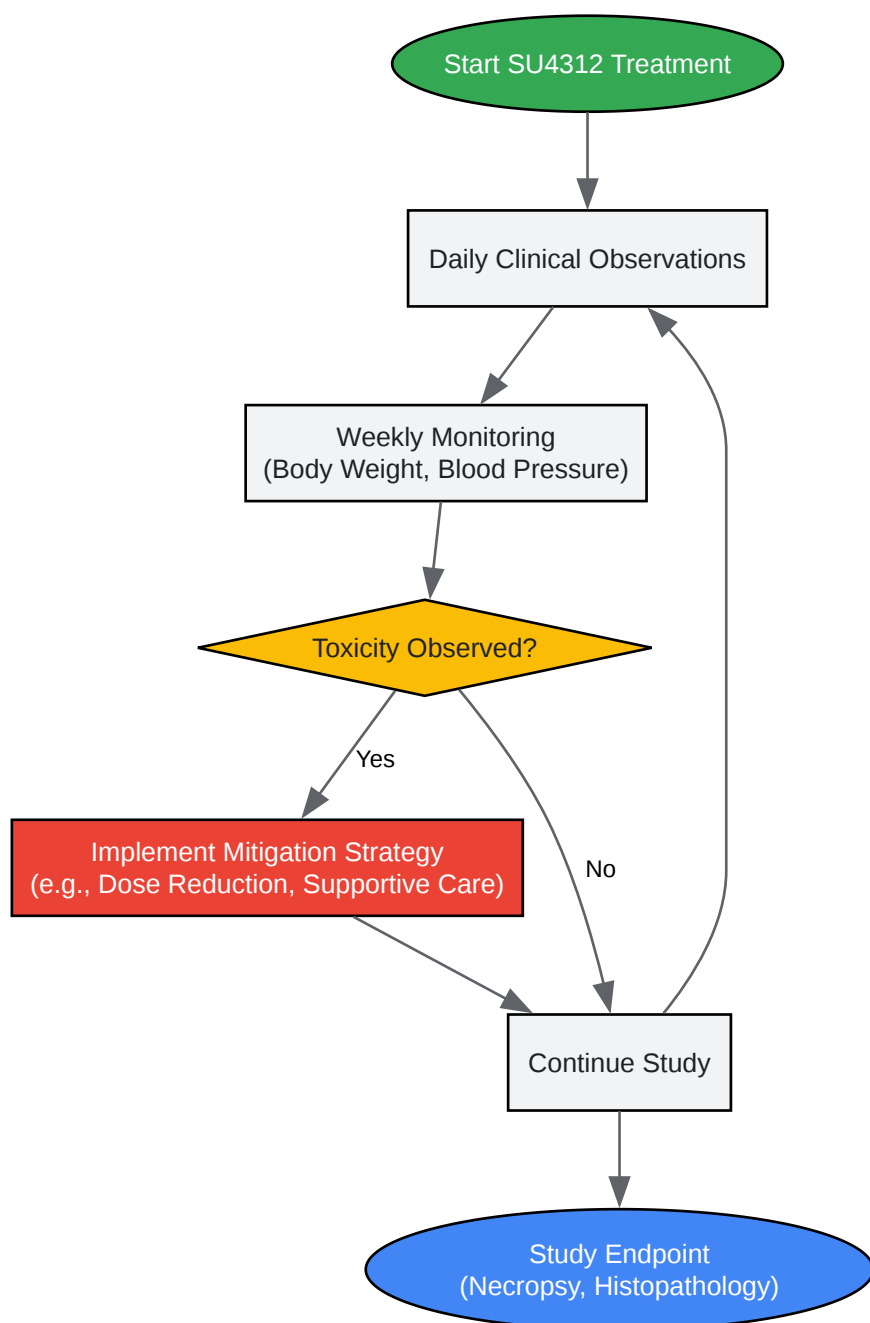 Start SU4312 Treatment
Daily Clinical Observations
Weekly Monitoring
(Body Weight, Blood Pressure)
Toxicity Observed?
Yes
Implement Mitigation Strategy
(e.g., Dose Reduction, Supportive Care)
No
Continue Study
Study Endpoint
(Necropsy, Histopathology)